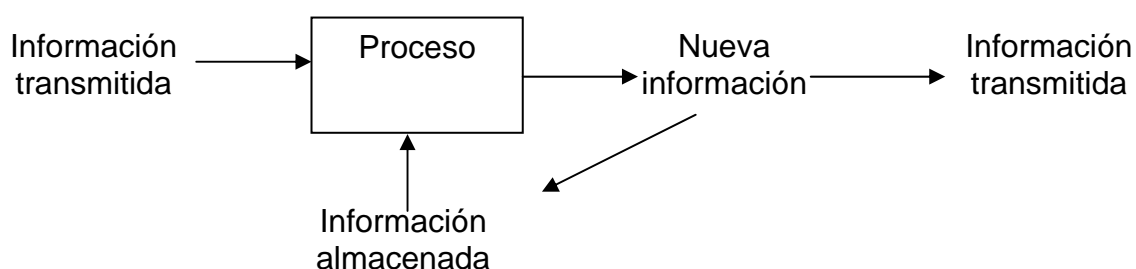 Información
transmitida
Proceso
Nueva
información
Información
transmitida
Información
almacenada